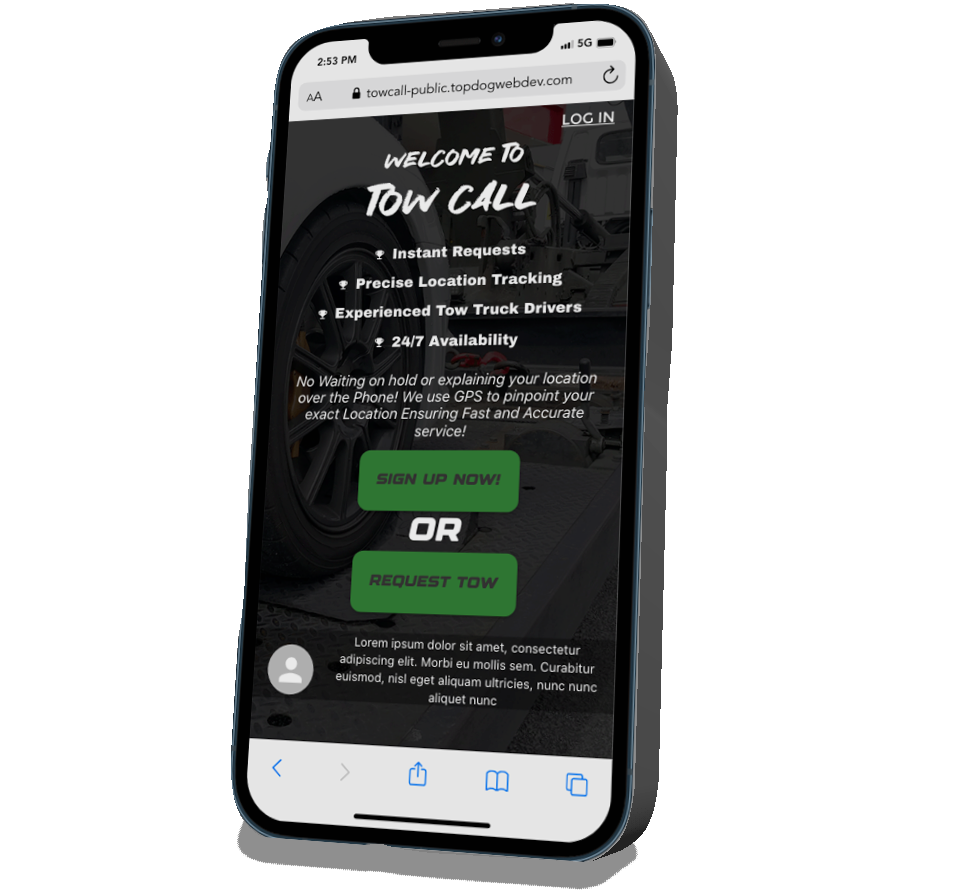 2:53 PM
5G
AA
towcall-public.topdogwebdev.com
LOG IN
WELCOME TO
TOW CALL
Instant Requests
Precise Location Tracking
Experienced Tow Truck Drivers
24/7 Availability
No Waiting on hold or explaining your location
over the Phone! We use GPS to pinpoint your
exact Location Ensuring Fast and Accurate
service!
SIGN UP NOW!
OR
REQUEST TOW
Lorem ipsum dolor sit amet, consectetur
adipiscing elit. Morbi eu mollis sem. Curabitur
euismod, nisl eget aliquam ultricies, nunc nunc
aliquet nunc